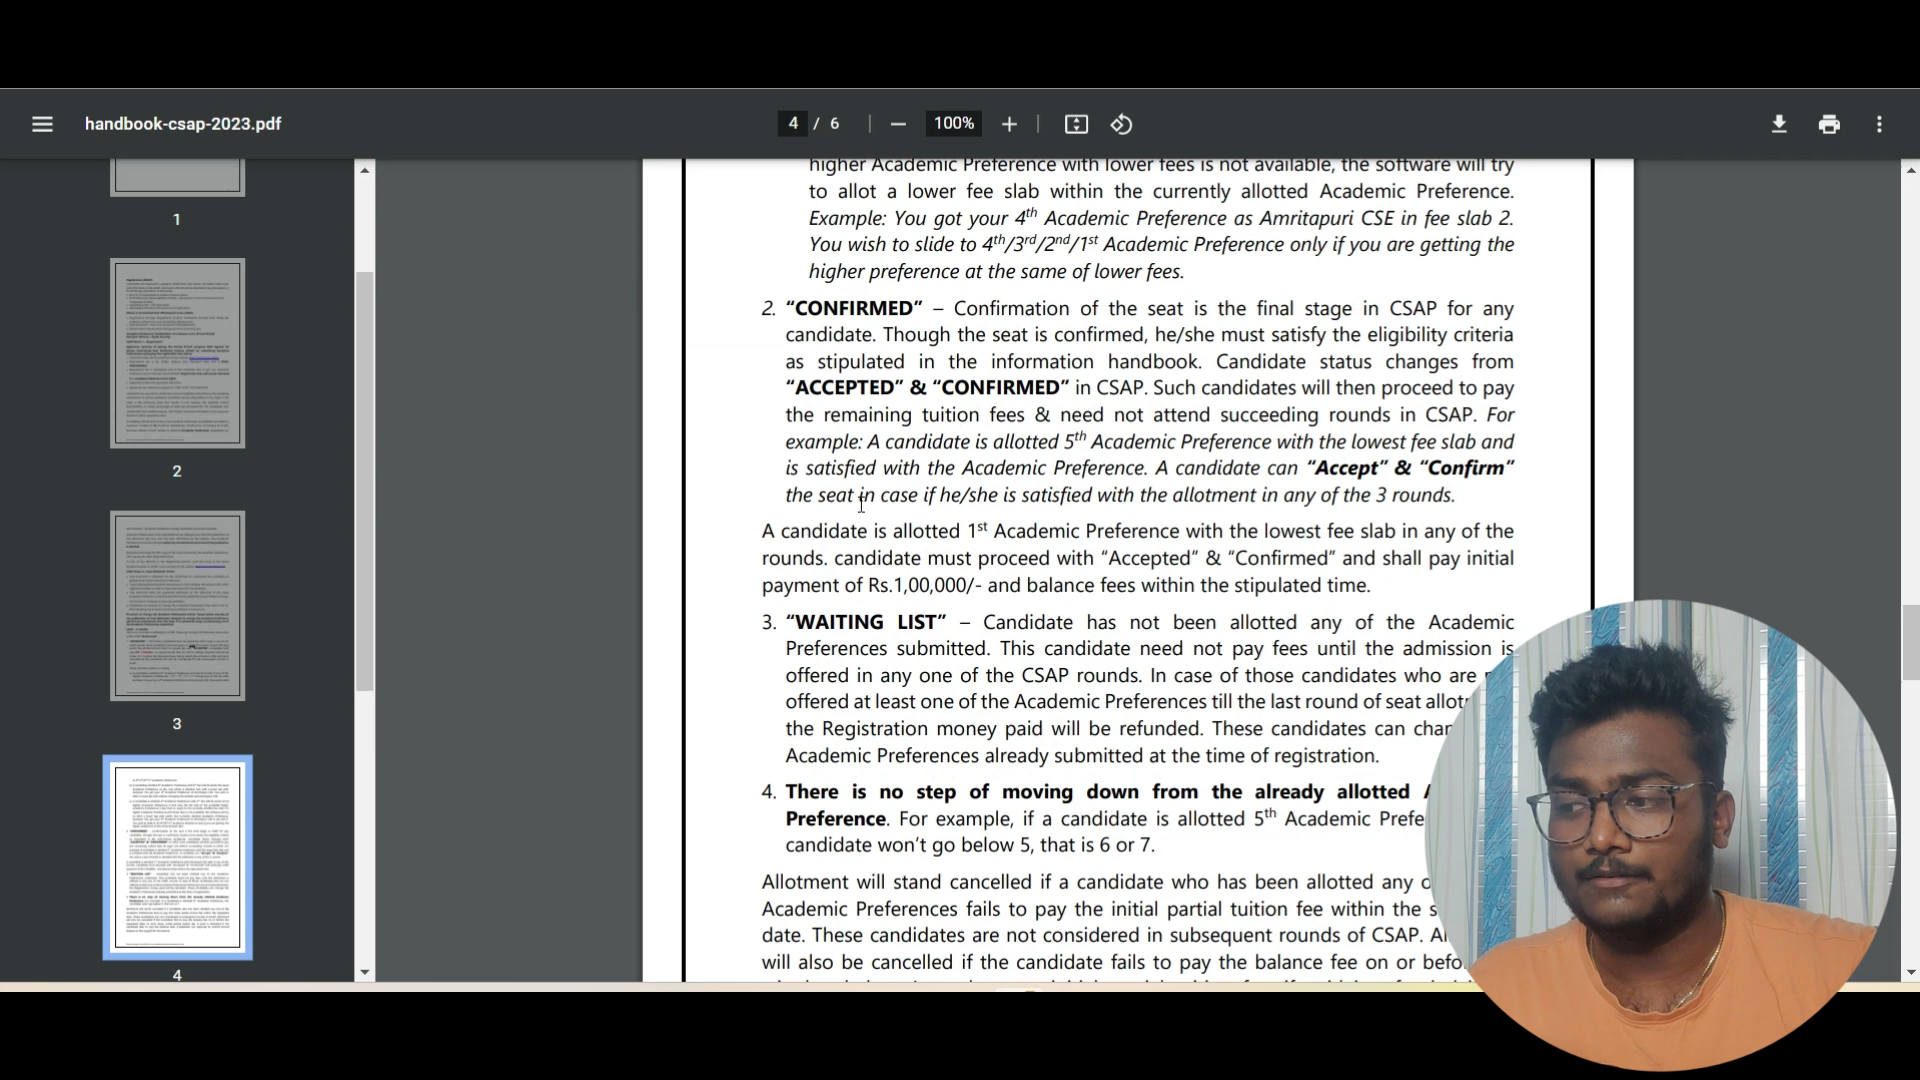 handbook-csap-2023.pdf
4 / 6
100%
1
2
3
4
higher Academic Preference with lower fees is not available, the software will try
to allot a lower fee slab within the currently allotted Academic Preference.
Example: You got your 4th Academic Preference as Amritapuri CSE in fee slab 2.
You wish to slide to 4th/3rd/2nd/1st Academic Preference only if you are getting the
higher preference at the same of lower fees.
2. “CONFIRMED” – Confirmation of the seat is the final stage in CSAP for any
candidate. Though the seat is confirmed, he/she must satisfy the eligibility criteria
as stipulated in the information handbook. Candidate status changes from
“ACCEPTED” & “CONFIRMED” in CSAP. Such candidates will then proceed to pay
the remaining tuition fees & need not attend succeeding rounds in CSAP. For
example: A candidate is allotted 5th Academic Preference with the lowest fee slab and
is satisfied with the Academic Preference. A candidate can “Accept” & “Confirm”
the seat in case if he/she is satisfied with the allotment in any of the 3 rounds.
A candidate is allotted 1st Academic Preference with the lowest fee slab in any of the
rounds. candidate must proceed with “Accepted” & “Confirmed” and shall pay initial
payment of Rs.1,00,000/- and balance fees within the stipulated time.
3. “WAITING LIST” – Candidate has not been allotted any of the Academic
Preferences submitted. This candidate need not pay fees until the admission is
offered in any one of the CSAP rounds. In case of those candidates who are
offered at least one of the Academic Preferences till the last round of seat
the Registration money paid will be refunded. These candidates can
Academic Preferences already submitted at the time of registration.
4. There is no step of moving down from the already allotted
Preference. For example, if a candidate is allotted 5th Academic
candidate won’t go below 5, that is 6 or 7.
Allotment will stand cancelled if a candidate who has been allotted any
Academic Preferences fails to pay the initial partial tuition fee within the
date. These candidates are not considered in subsequent rounds of CSAP.
will also be cancelled if the candidate fails to pay the balance fee on or